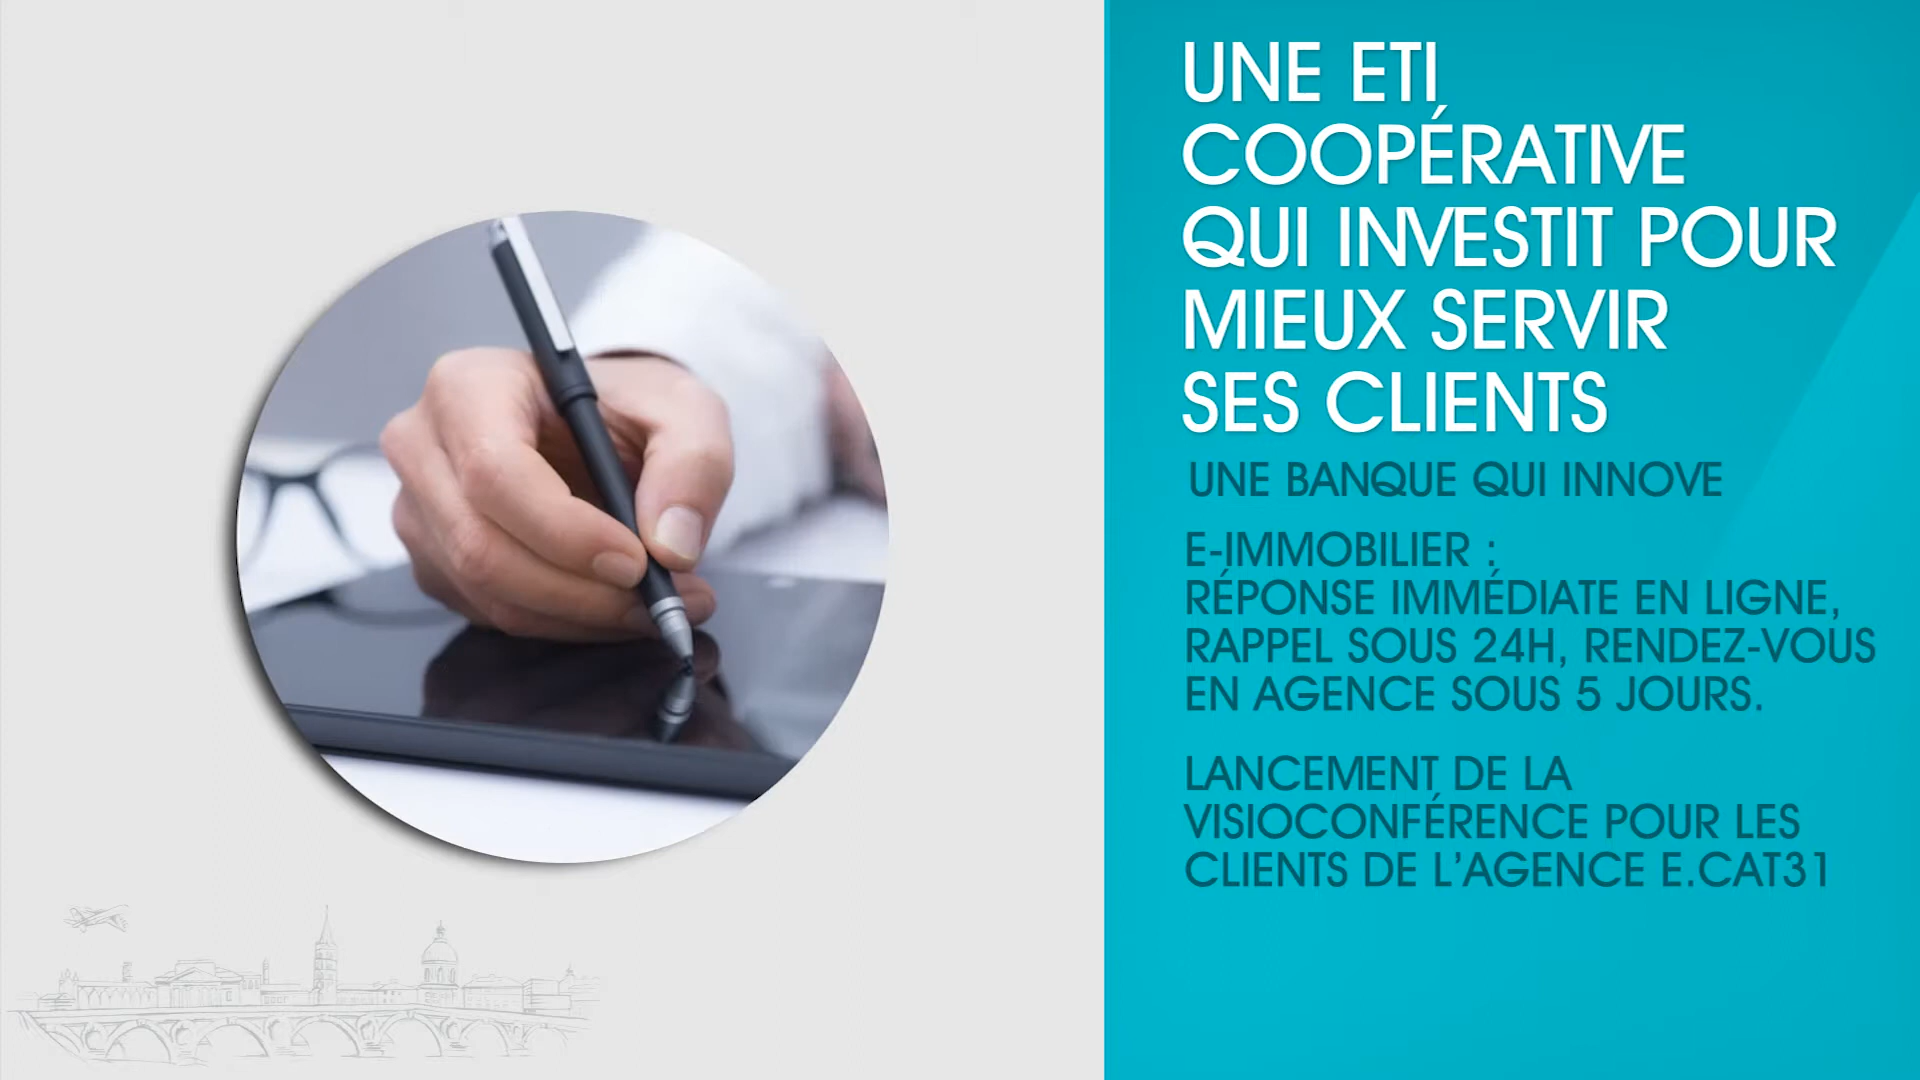 UNE ETI
COOPÉRATIVE
QUI INVESTIT POUR
MIEUX SERVIR
SES CLIENTS
UNE BANQUE QUI INNOVE
E-IMMOBILIER :
RÉPONSE IMMÉDIATE EN LIGNE,
RAPPEL SOUS 24H, RENDEZ-VOUS
EN AGENCE SOUS 5 JOURS.
LANCEMENT DE LA
VISIOCONFÉRENCE POUR LES
CLIENTS DE L’AGENCE E.CAT31